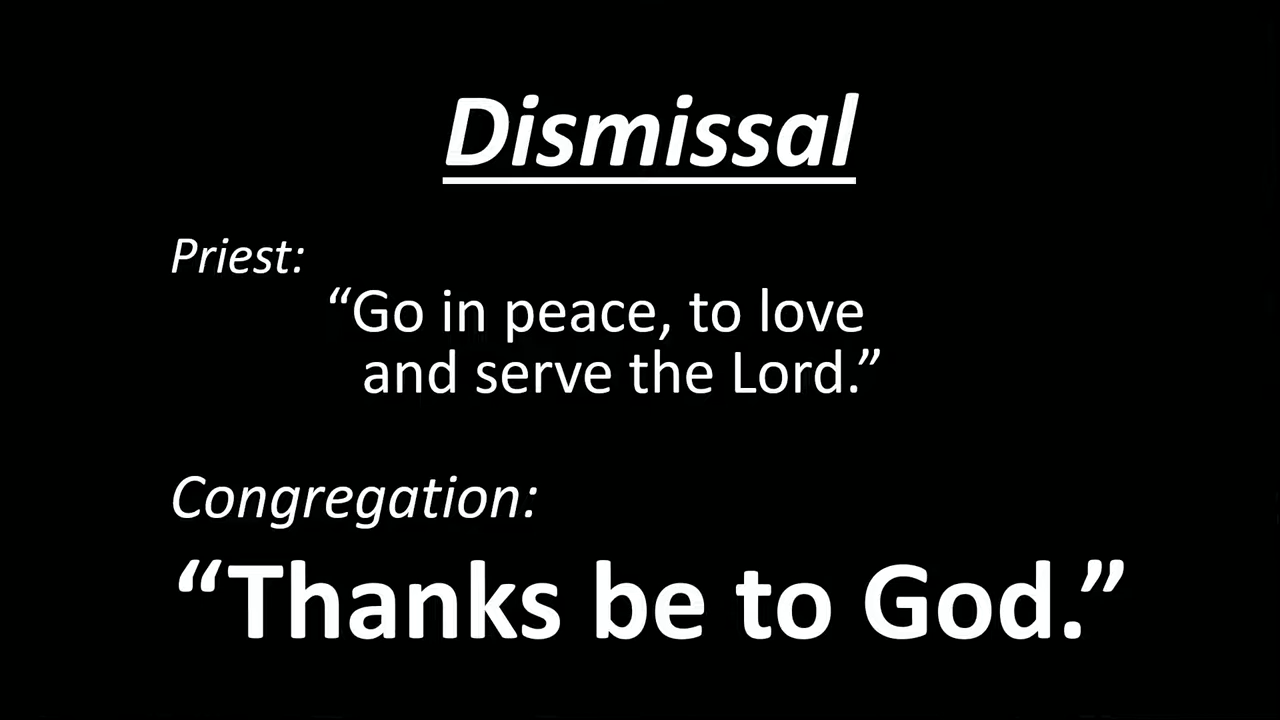 Dismissal
Priest:
“Go in peace, to love
and serve the Lord.”
Congregation:
“Thanks be to God.”